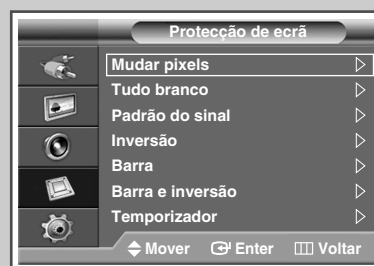 Protecção de ecrã
Mudar pixels
Tudo branco
Padrão do sinal
Inversão
Barra
Barra e inversão
Temporizador
Mover Enter Voltar